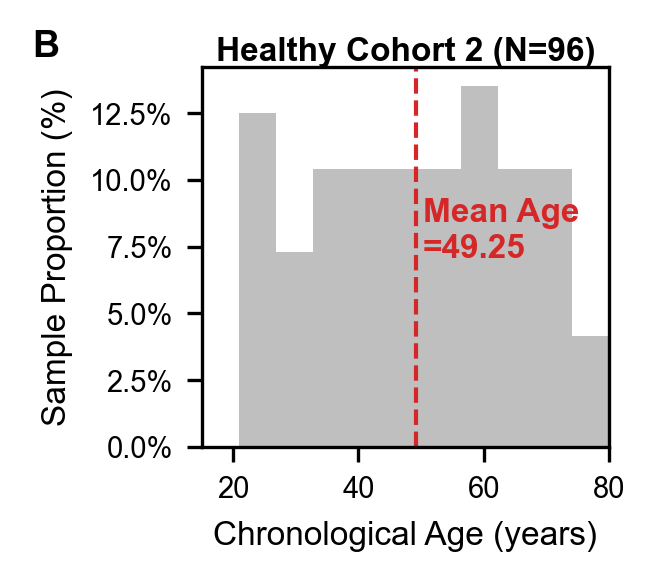 B
Healthy Cohort 2 (N=96)
Sample Proportion (%)
12.5%
10.0%
7.5%
5.0%
2.5%
0.0%
Mean Age
=49.25
20 40 60 80
Chronological Age (years)